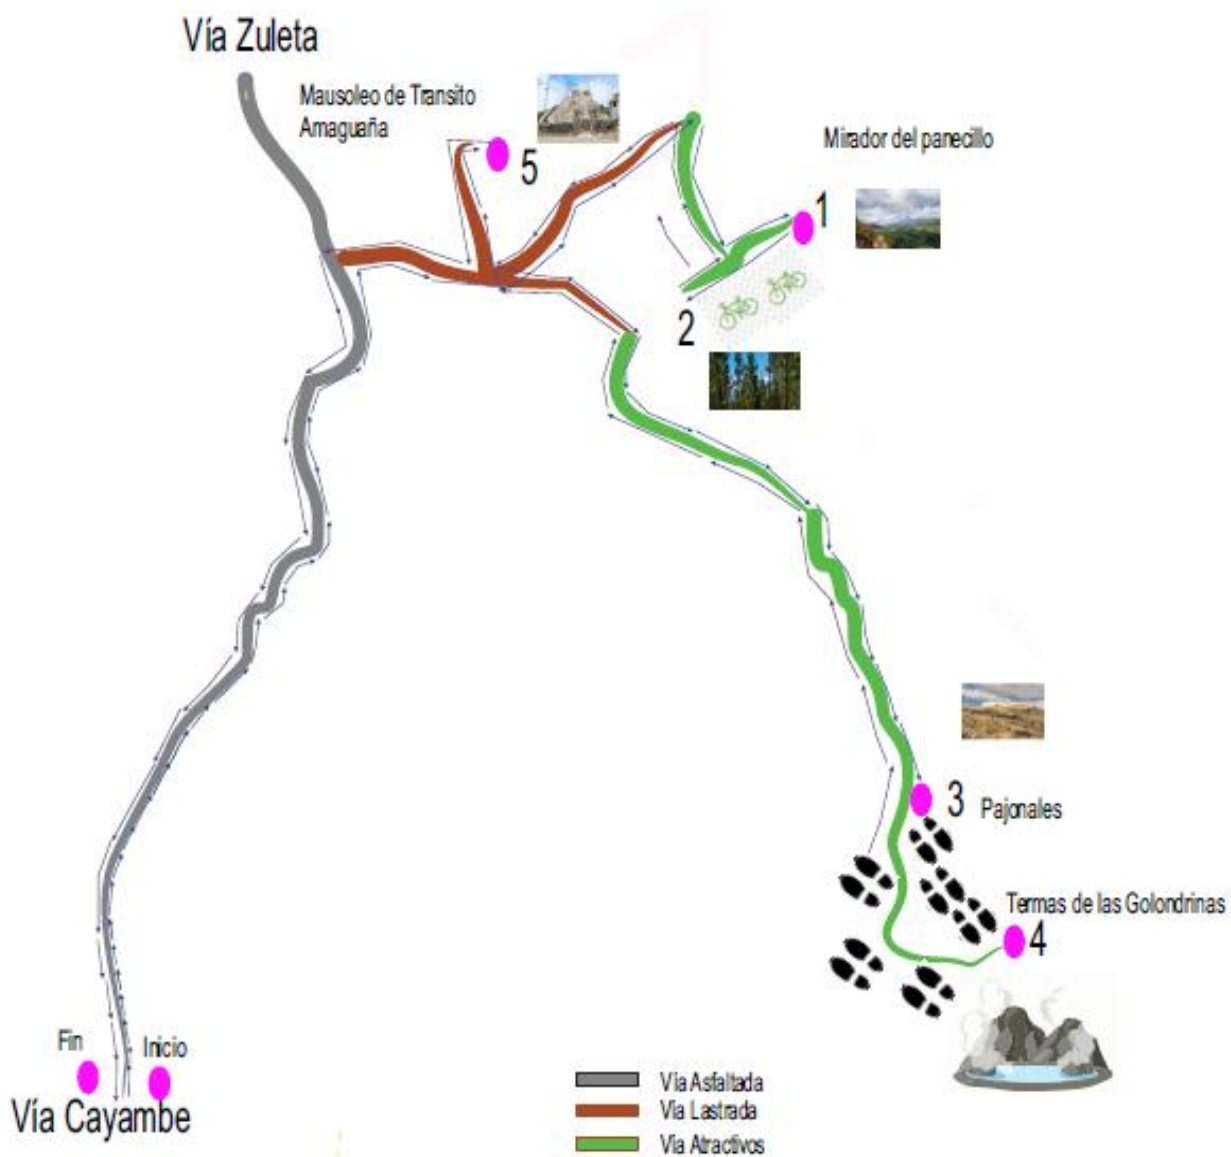 Vía Zuleta
Mausoleo de Transito
Amaguaña
5
Mirador del panecillo
1
2
3
Pajonales
Termas de las Golondrinas
4
Fin
Inicio
Vía Cayambe
Vía Asfaltada
Vía Lastrada
Vía Atractivos